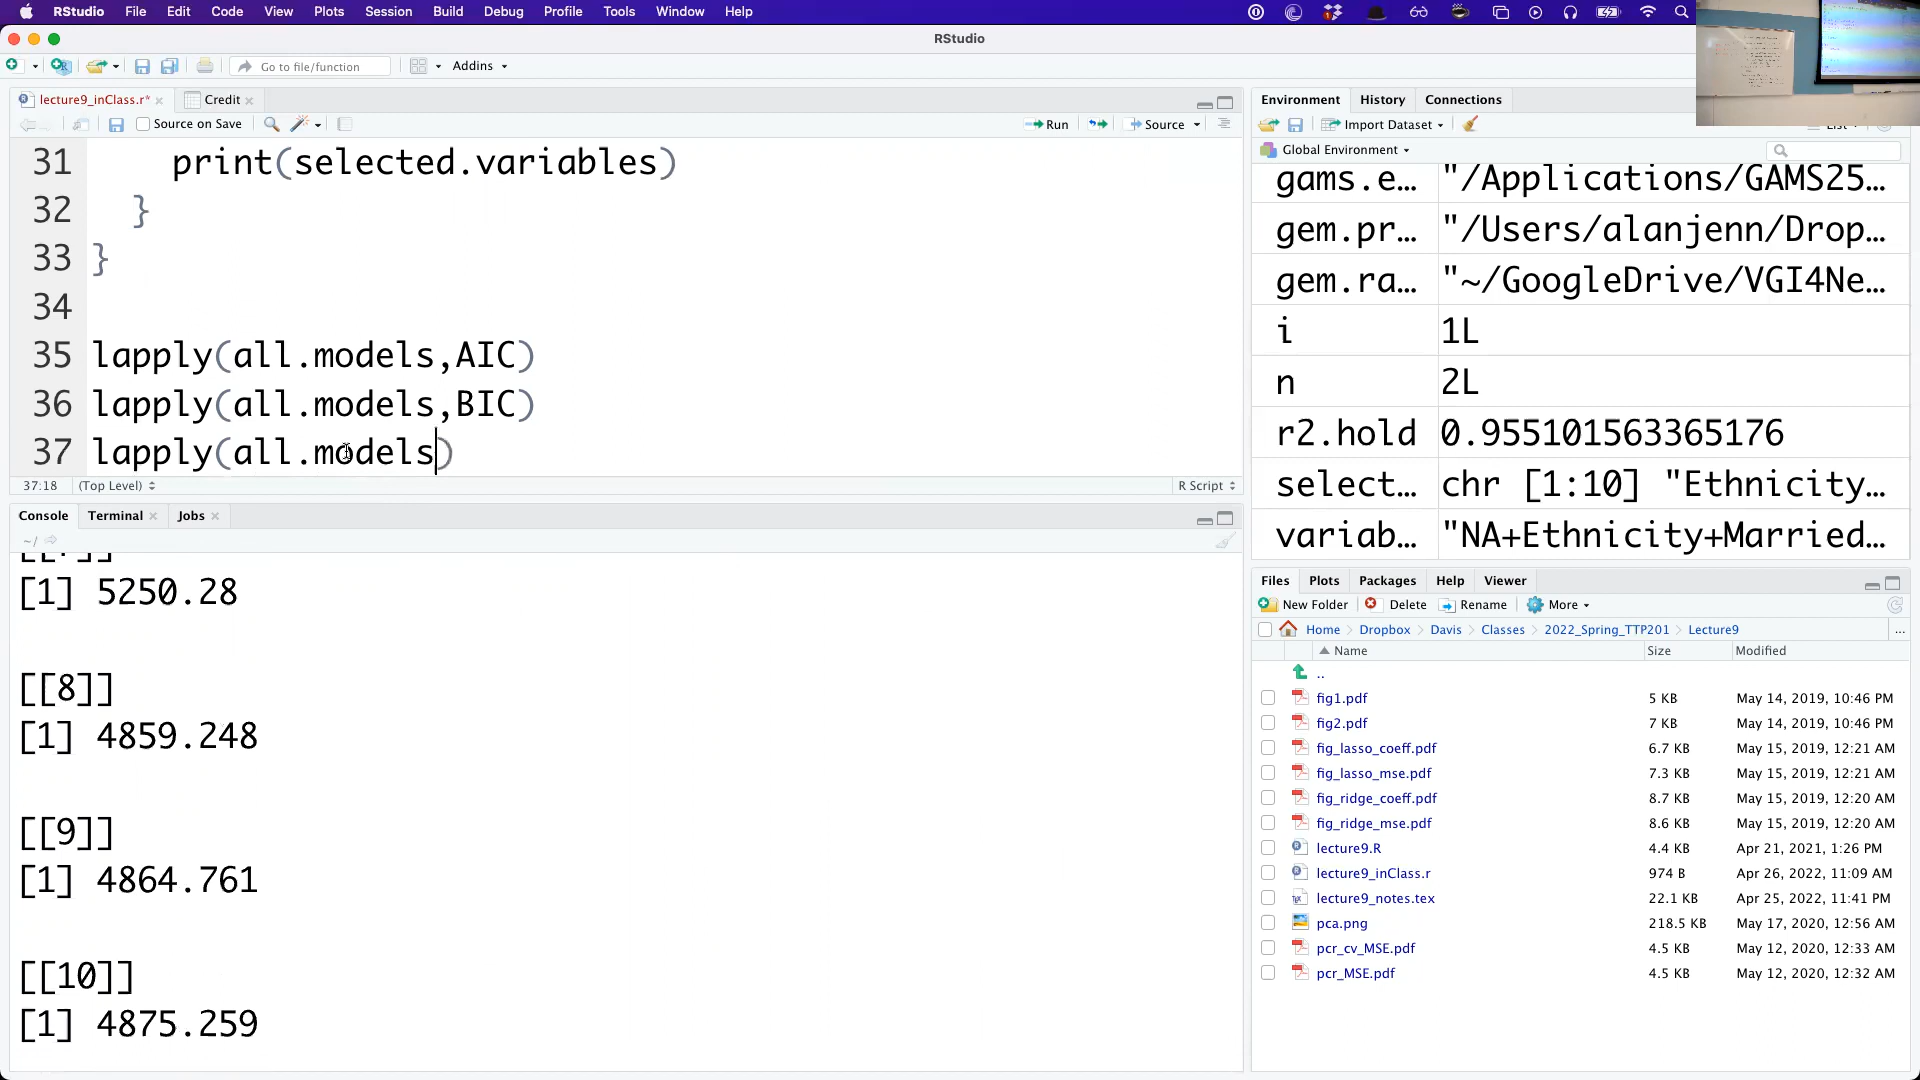 RStudio File Edit Code View Plots Session Build Debug Profile Tools Window Help
RStudio
Go to file/function Addins
lecture9_inClass.r* Credit
Source on Save Run Source
31 print(selected.variables)
32 }
33 }
34
35 lapply(all.models,AIC)
36 lapply(all.models,BIC)
37 lapply(all.models)
37:18 (Top Level) R Script
Console Terminal Jobs
~/
[1] 5250.28
[[8]]
[1] 4859.248
[[9]]
[1] 4864.761
[[10]]
[1] 4875.259
Environment History Connections
Import Dataset
Global Environment
gams.e… "/Applications/GAMS25…
gem.pr… "/Users/alanjenn/Drop…
gem.ra… "~/GoogleDrive/VGI4Ne…
i 1L
n 2L
r2.hold 0.955101563365176
select… chr [1:10] "Ethnicity…
variab… "NA+Ethnicity+Married…
Files Plots Packages Help Viewer
New Folder Delete Rename More
Home Dropbox Davis Classes 2022_Spring_TTP201 Lecture9 ...
Name Size Modified
..
fig1.pdf 5 KB May 14, 2019, 10:46 PM
fig2.pdf 7 KB May 14, 2019, 10:46 PM
fig_lasso_coeff.pdf 6.7 KB May 15, 2019, 12:21 AM
fig_lasso_mse.pdf 7.3 KB May 15, 2019, 12:21 AM
fig_ridge_coeff.pdf 8.7 KB May 15, 2019, 12:20 AM
fig_ridge_mse.pdf 8.6 KB May 15, 2019, 12:20 AM
lecture9.R 4.4 KB Apr 21, 2021, 1:26 PM
lecture9_inClass.r 974 B Apr 26, 2022, 11:09 AM
lecture9_notes.tex 22.1 KB Apr 25, 2022, 11:41 PM
pca.png 218.5 KB May 17, 2020, 12:56 AM
pcr_cv_MSE.pdf 4.5 KB May 12, 2020, 12:33 AM
pcr_MSE.pdf 4.5 KB May 12, 2020, 12:32 AM